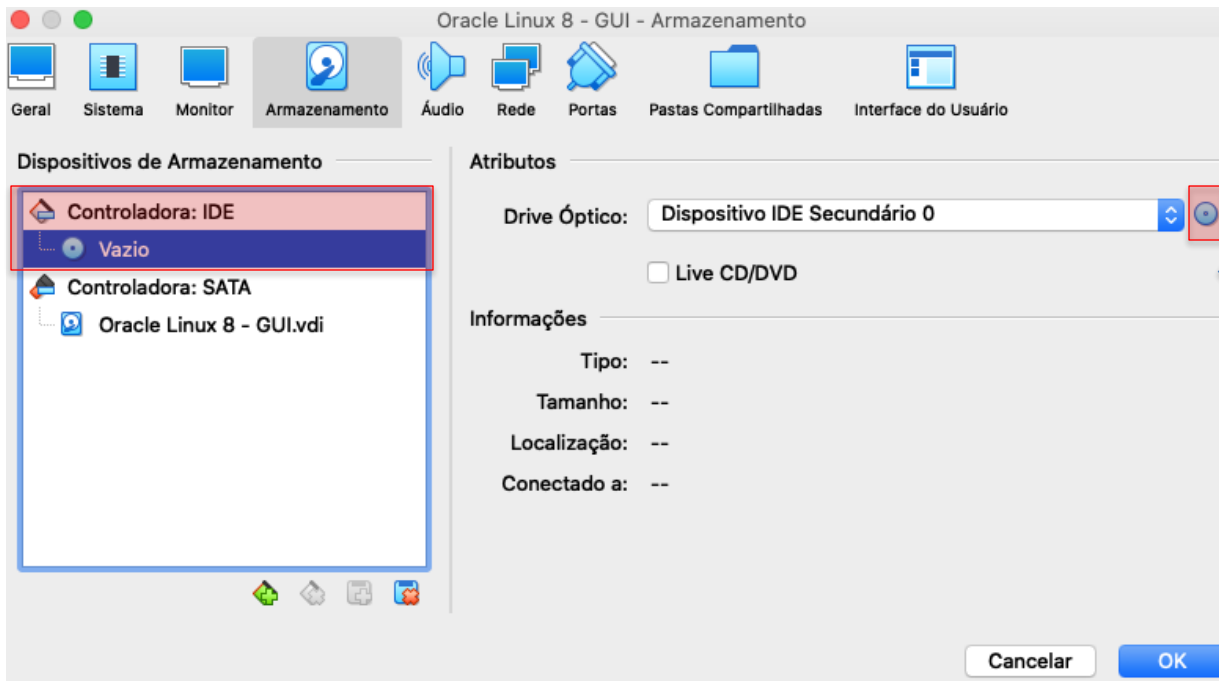 Oracle Linux 8 - GUI - Armazenamento
Geral Sistema Monitor Armazenamento Áudio Rede Portas Pastas Compartilhadas Interface do Usuário
Dispositivos de Armazenamento
Controladora: IDE
Vazio
Controladora: SATA
Oracle Linux 8 - GUI.vdi
Atributos
Drive Óptico: Dispositivo IDE Secundário 0
Live CD/DVD
Informações
Tipo: --
Tamanho: --
Localização: --
Conectado a: --
Cancelar OK